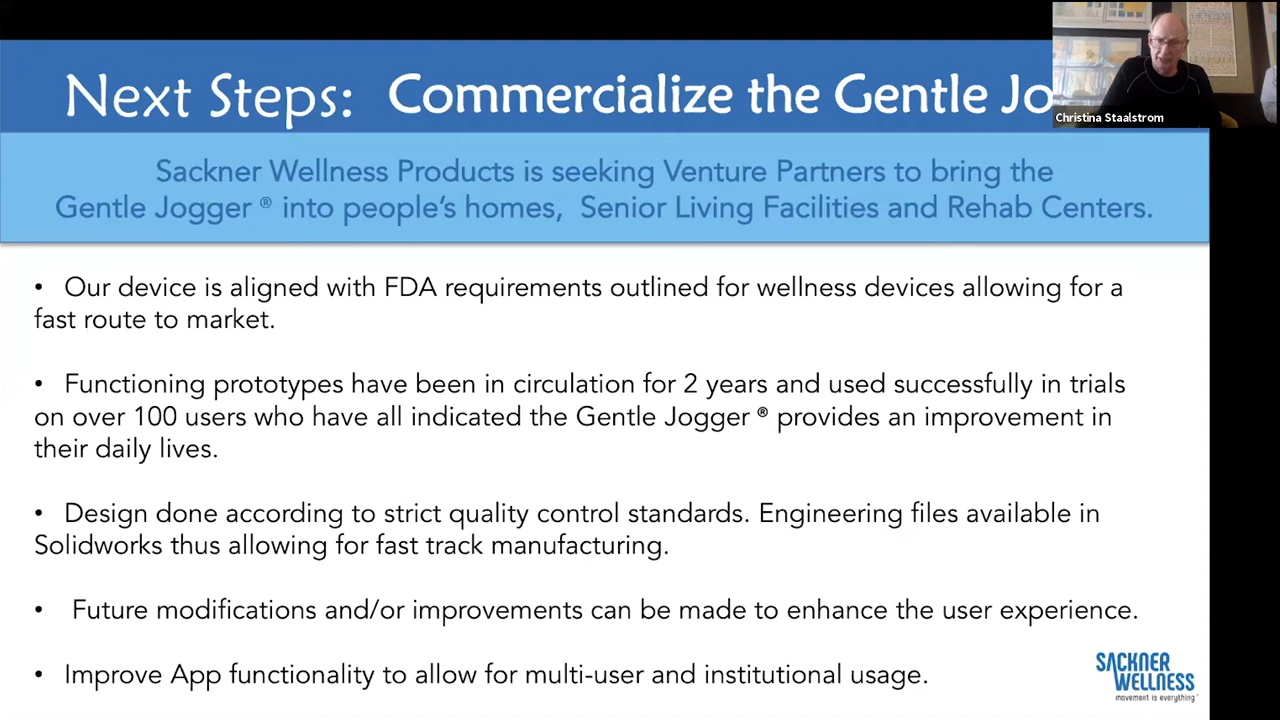 Next Steps: Commercialize the Gentle Jo
Christina Staalstrom
Sackner Wellness Products is seeking Venture Partners to bring the
Gentle Jogger ® into people's homes, Senior Living Facilities and Rehab Centers.
• Our device is aligned with FDA requirements outlined for wellness devices allowing for a
fast route to market.
• Functioning prototypes have been in circulation for 2 years and used successfully in trials
on over 100 users who have all indicated the Gentle Jogger ® provides an improvement in
their daily lives.
• Design done according to strict quality control standards. Engineering files available in
Solidworks thus allowing for fast track manufacturing.
• Future modifications and/or improvements can be made to enhance the user experience.
• Improve App functionality to allow for multi-user and institutional usage.
SACKNER
WELLNESS
movement is everything™